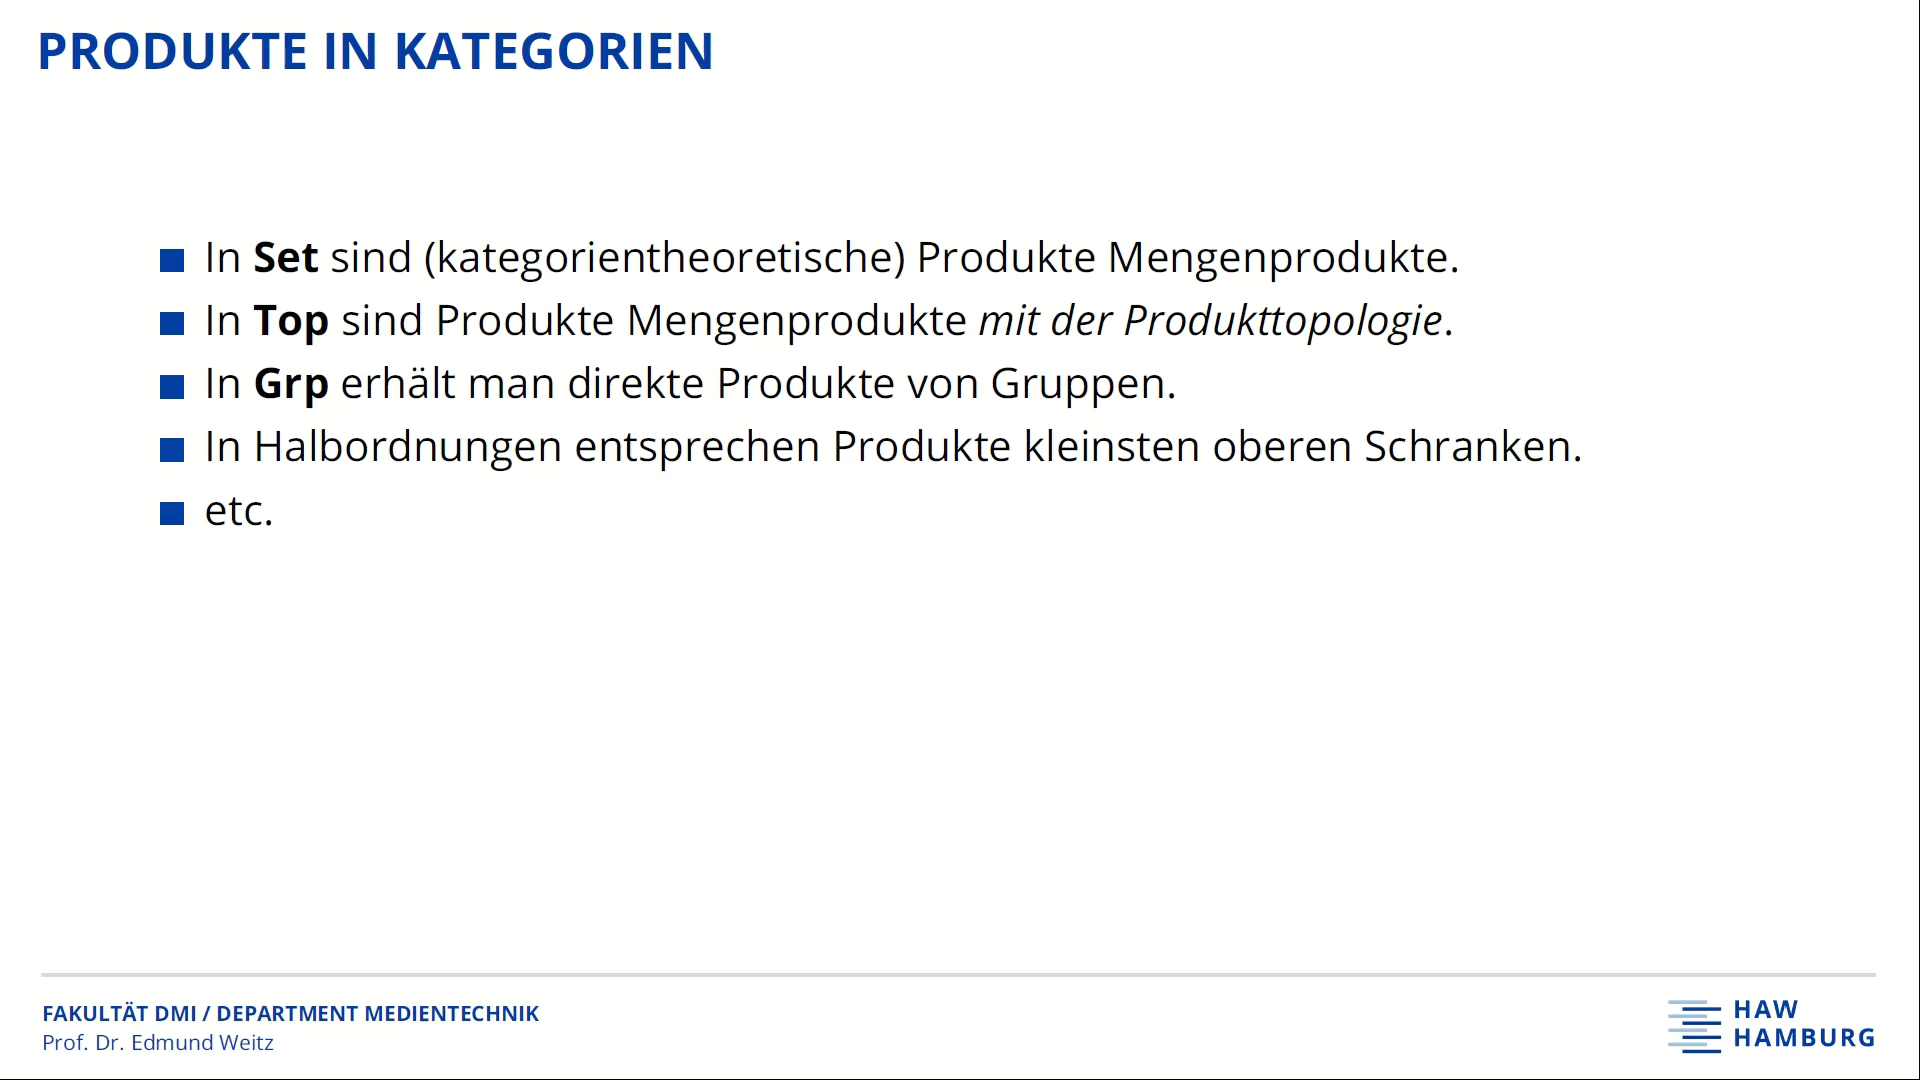 PRODUKTE IN KATEGORIEN
In Set sind (kategorientheoretische) Produkte Mengenprodukte.
In Top sind Produkte Mengenprodukte mit der Produkttopologie.
In Grp erhält man direkte Produkte von Gruppen.
In Halbordnungen entsprechen Produkte kleinsten oberen Schranken.
etc.
FAKULTÄT DMI / DEPARTMENT MEDIENTECHNIK
Prof. Dr. Edmund Weitz
HAW
HAMBURG